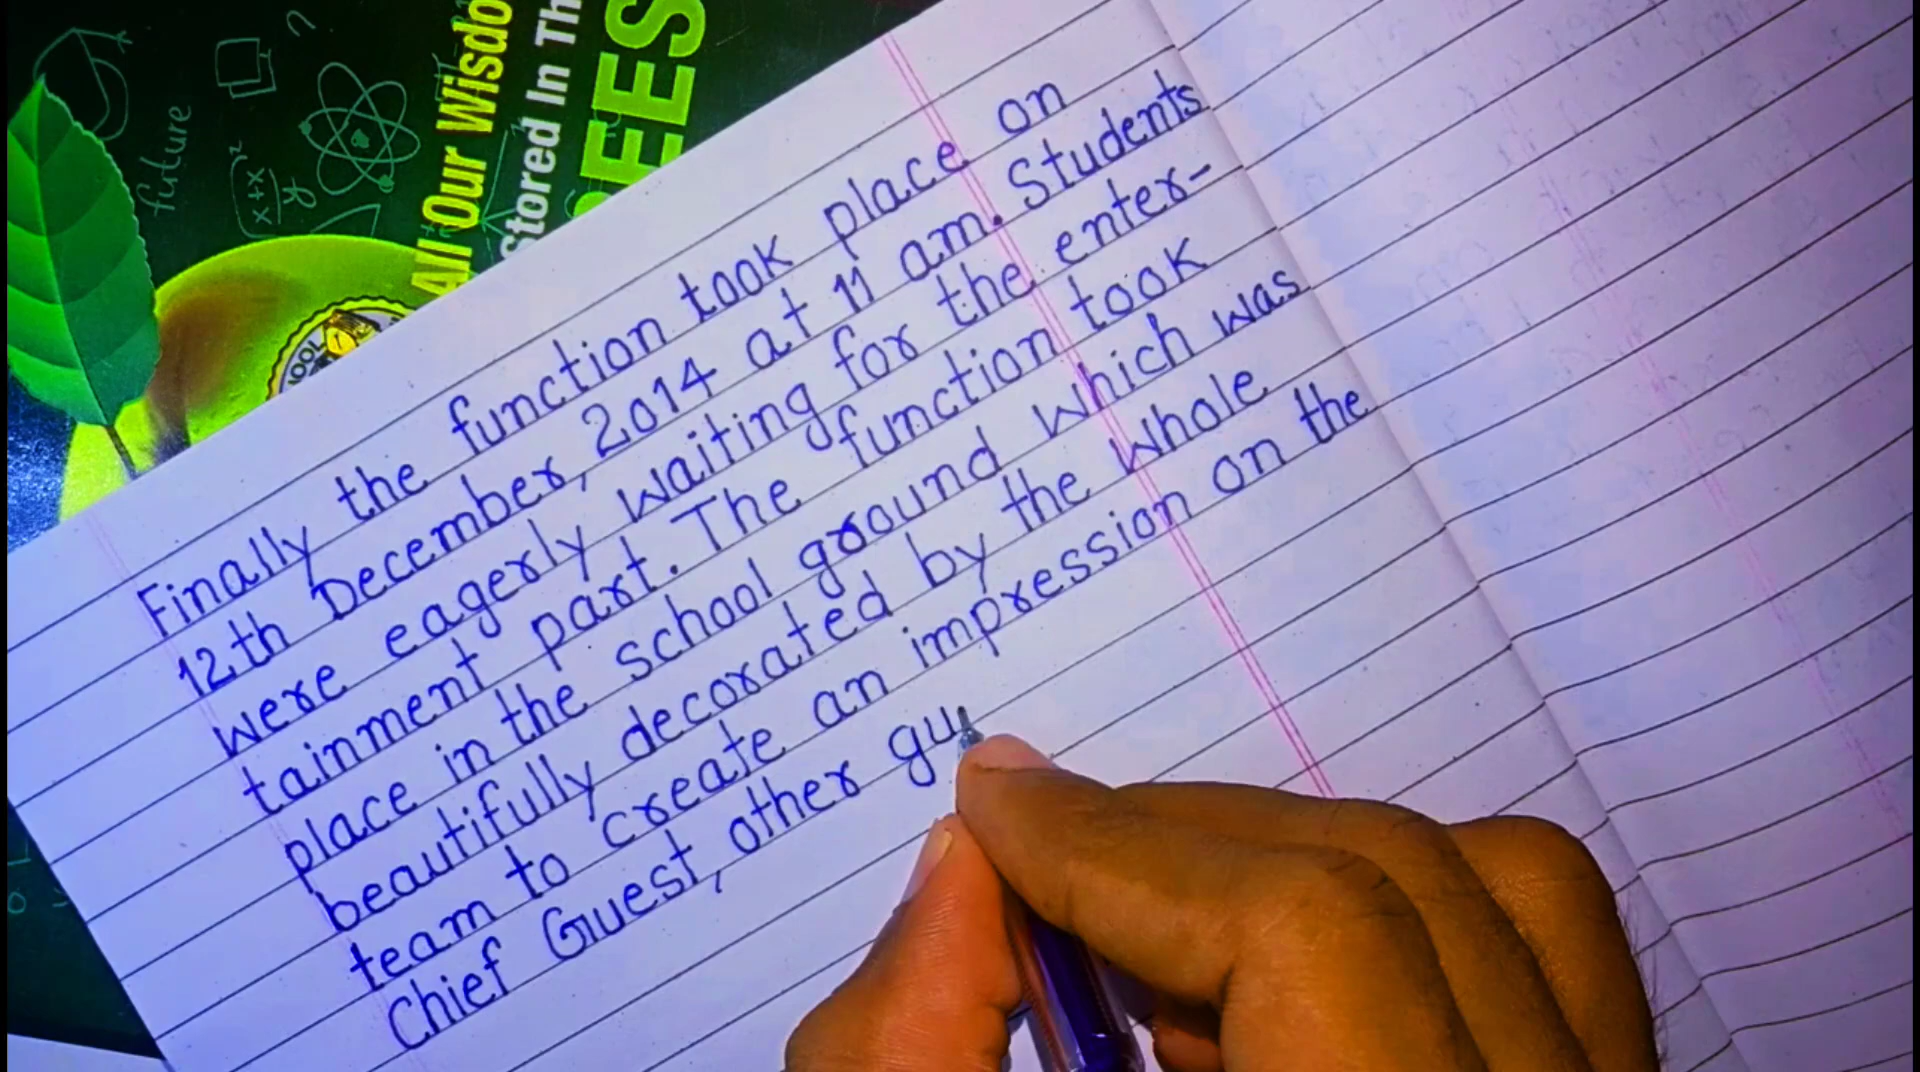 future
All Our Wisdo
Stored In Th
EES
Finally the function took place on
12th December, 2014 at 11 am. Students
were eagerly waiting for the enter-
tainment part. The function took
place in the school ground which was
beautifully decorated by the whole
team to create an impression on the
Chief Guest, other gu